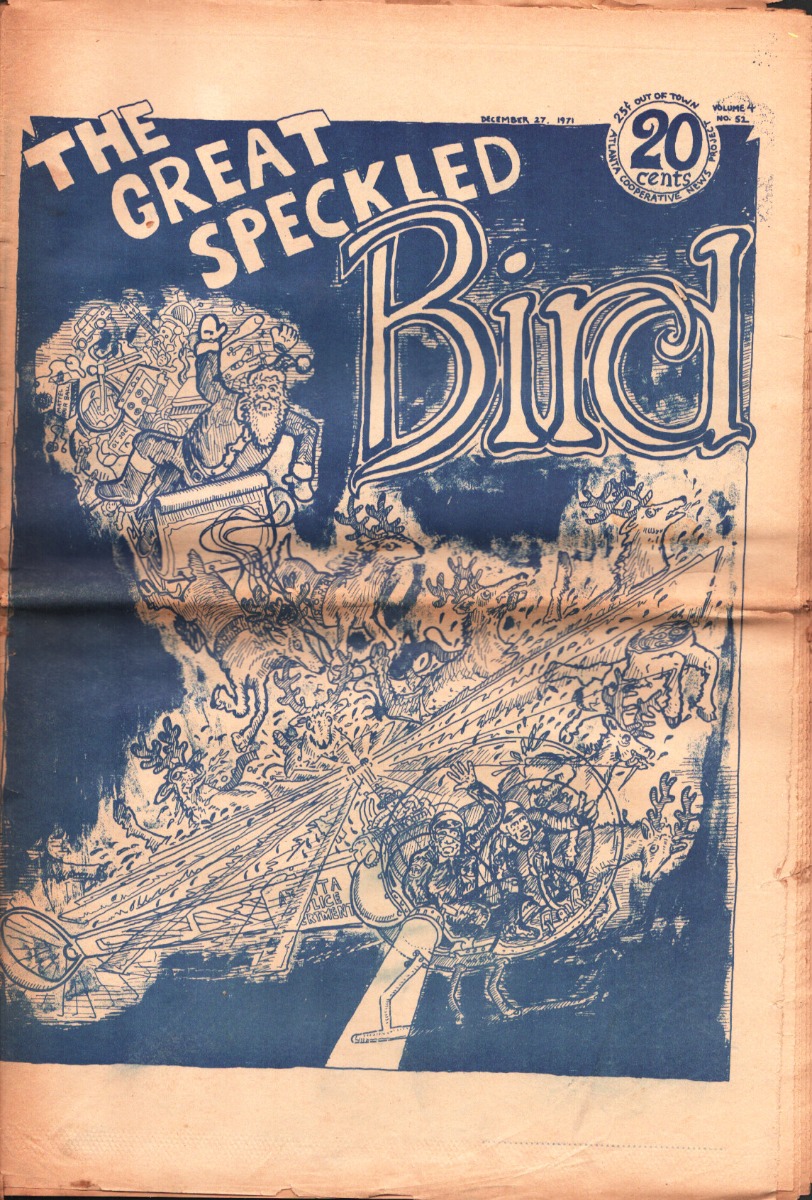 THE
GREAT
SPECKLED
Bird
DECEMBER 27, 1971
25¢ OUT OF TOWN
20
cents
ATLANTA COOPERATIVE NEWS PROJECT
VOLUME 4
NO. 52